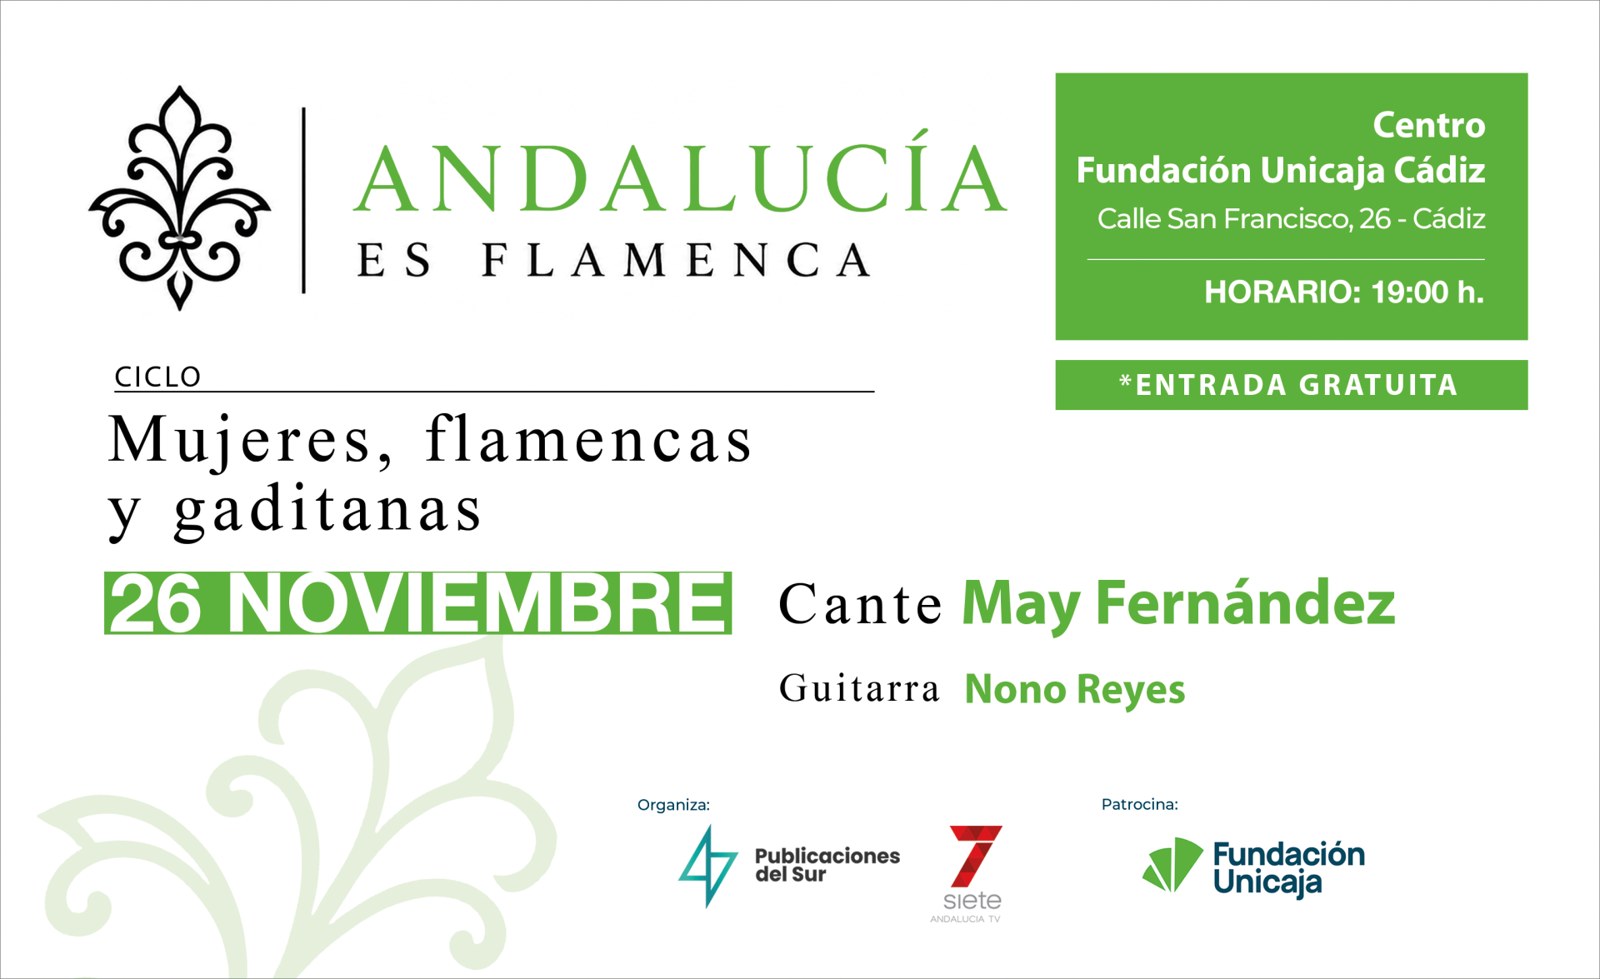 ANDALUCÍA
ES FLAMENCA
Centro
Fundación Unicaja Cádiz
Calle San Francisco, 26 - Cádiz
HORARIO: 19:00 h.
*ENTRADA GRATUITA
CICLO
Mujeres, flamencas
y gaditanas
26 NOVIEMBRE
Cante May Fernández
Guitarra Nono Reyes
Organiza:
Publicaciones
del Sur
7
siete
ANDALUCIA TV
Patrocina:
Fundación
Unicaja